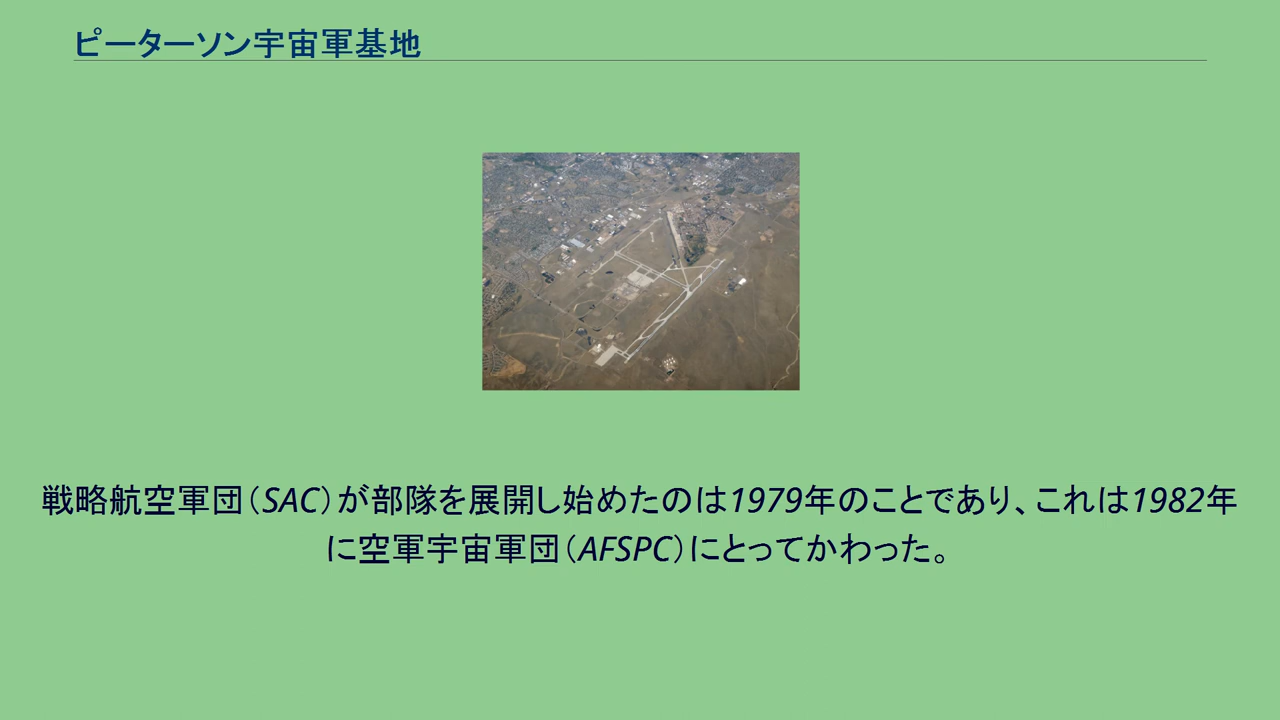 ピーターソン宇宙軍基地
戦略航空軍団（SAC）が部隊を展開し始めたのは1979年のことであり、これは1982年
に空軍宇宙軍団（AFSPC）にとってかわった。